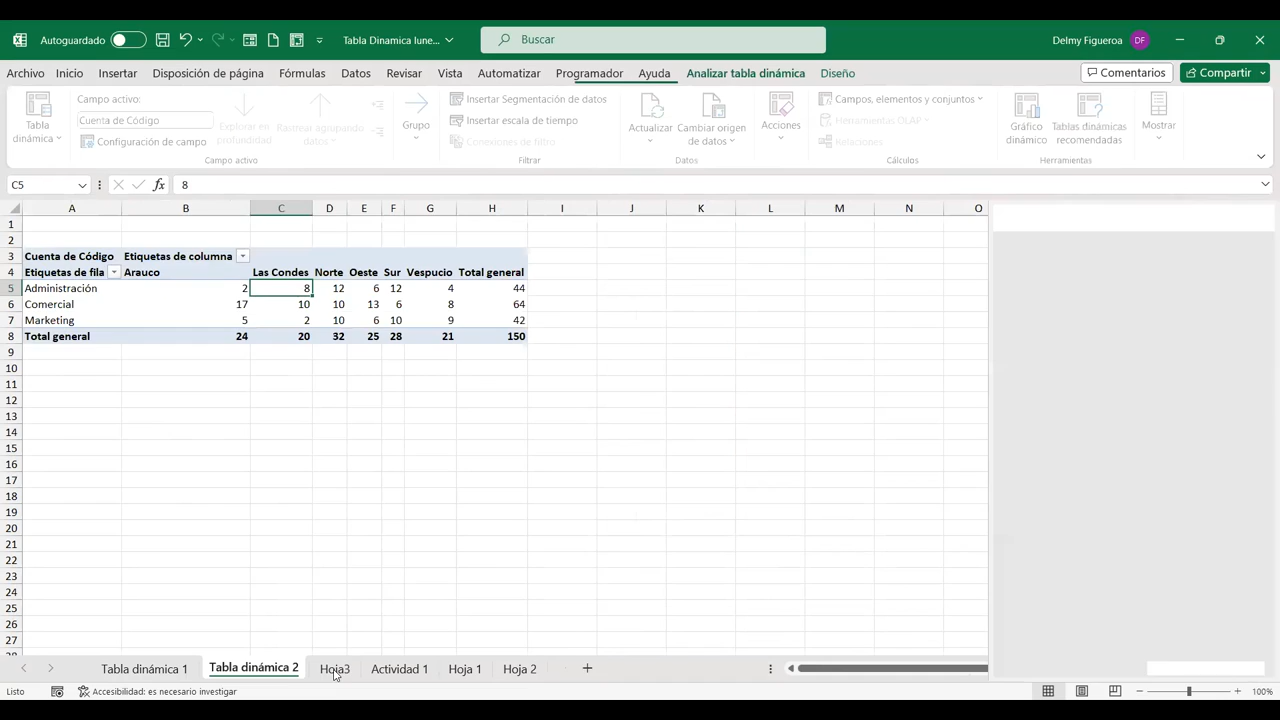 Autoguardado
Tabla Dinamica lune...
Buscar
Delmy Figueroa
DF
Archivo Inicio Insertar Disposición de página Fórmulas Datos Revisar Vista Automatizar Programador Ayuda Analizar tabla dinámica Diseño
Comentarios
Compartir
Tabla dinámica
Campo activo:
Cuenta de Código
Configuración de campo
Explorar en profundidad
Rastrear agrupando datos
Campo activo
Grupo
Insertar Segmentación de datos
Insertar escala de tiempo
Conexiones de filtro
Filtrar
Actualizar
Cambiar origen de datos
Datos
Acciones
Campos, elementos y conjuntos
Herramientas OLAP
Relaciones
Cálculos
Gráfico dinámico
Tablas dinámicas recomendadas
Herramientas
Mostrar
C5
fx
8
A B C D E F G H I J K L M N O
1
2
3 Cuenta de Código Etiquetas de columna
4 Etiquetas de fila Arauco Las Condes Norte Oeste Sur Vespucio Total general
5 Administración 2 8 12 6 12 4 44
6 Comercial 17 10 10 13 6 8 64
7 Marketing 5 2 10 6 10 9 42
8 Total general 24 20 32 25 28 21 150
9
10
11
12
13
14
15
16
17
18
19
20
21
22
23
24
25
26
27
28
Tabla dinámica 1 Tabla dinámica 2 Hoja3 Actividad 1 Hoja 1 Hoja 2
Listo
Accesibilidad: es necesario investigar
100%